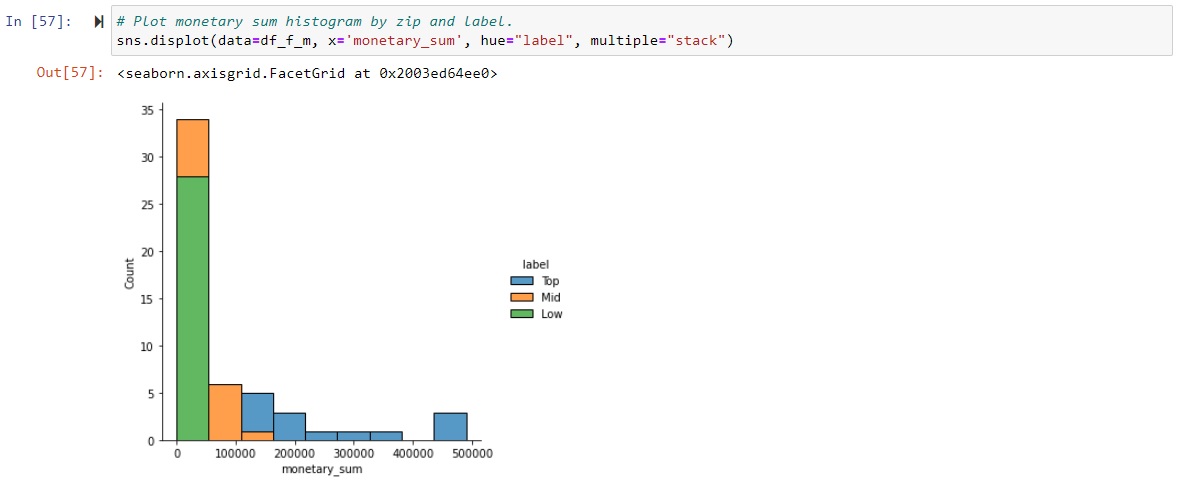 In [57]:
# Plot monetary sum histogram by zip and label.
sns.displot(data=df_f_m, x='monetary_sum', hue="label", multiple="stack")
Out[57]: <seaborn.axisgrid.FacetGrid at 0x2003ed64ee0>
35
30
25
20
15
10
5
0
Count
0 100000 200000 300000 400000 500000
monetary_sum
label
Top
Mid
Low